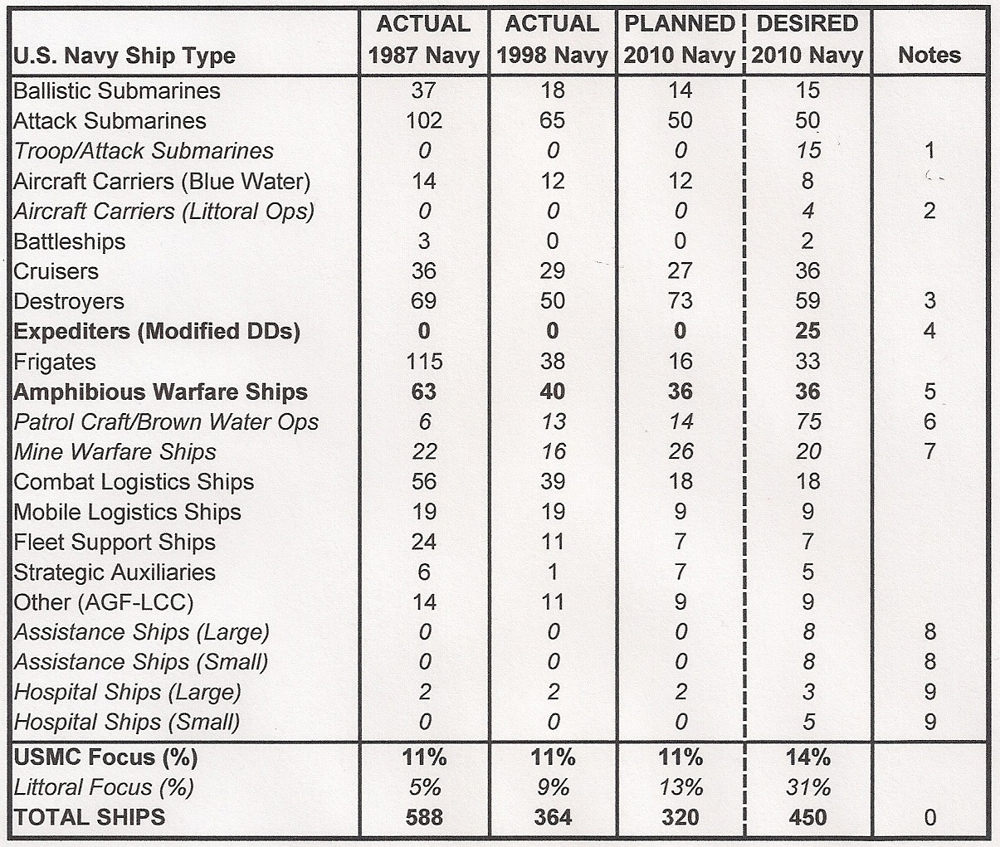 ACTUAL ACTUAL PLANNED DESIRED
U.S. Navy Ship Type 1987 Navy 1998 Navy 2010 Navy 2010 Navy Notes
Ballistic Submarines 37 18 14 15
Attack Submarines 102 65 50 50
Troop/Attack Submarines 0 0 0 15 1
Aircraft Carriers (Blue Water) 14 12 12 8
Aircraft Carriers (Littoral Ops) 0 0 0 4 2
Battleships 3 0 0 2
Cruisers 36 29 27 36
Destroyers 69 50 73 59 3
Expediters (Modified DDs) 0 0 0 25 4
Frigates 115 38 16 33
Amphibious Warfare Ships 63 40 36 36 5
Patrol Craft/Brown Water Ops 6 13 14 75 6
Mine Warfare Ships 22 16 26 20 7
Combat Logistics Ships 56 39 18 18
Mobile Logistics Ships 19 19 9 9
Fleet Support Ships 24 11 7 7
Strategic Auxiliaries 6 1 7 5
Other (AGF-LCC) 14 11 9 9
Assistance Ships (Large) 0 0 0 8 8
Assistance Ships (Small) 0 0 0 8 8
Hospital Ships (Large) 2 2 2 3 9
Hospital Ships (Small) 0 0 0 5 9
USMC Focus (%) 11% 11% 11% 14%
Littoral Focus (%) 5% 9% 13% 31%
TOTAL SHIPS 588 364 320 450 0